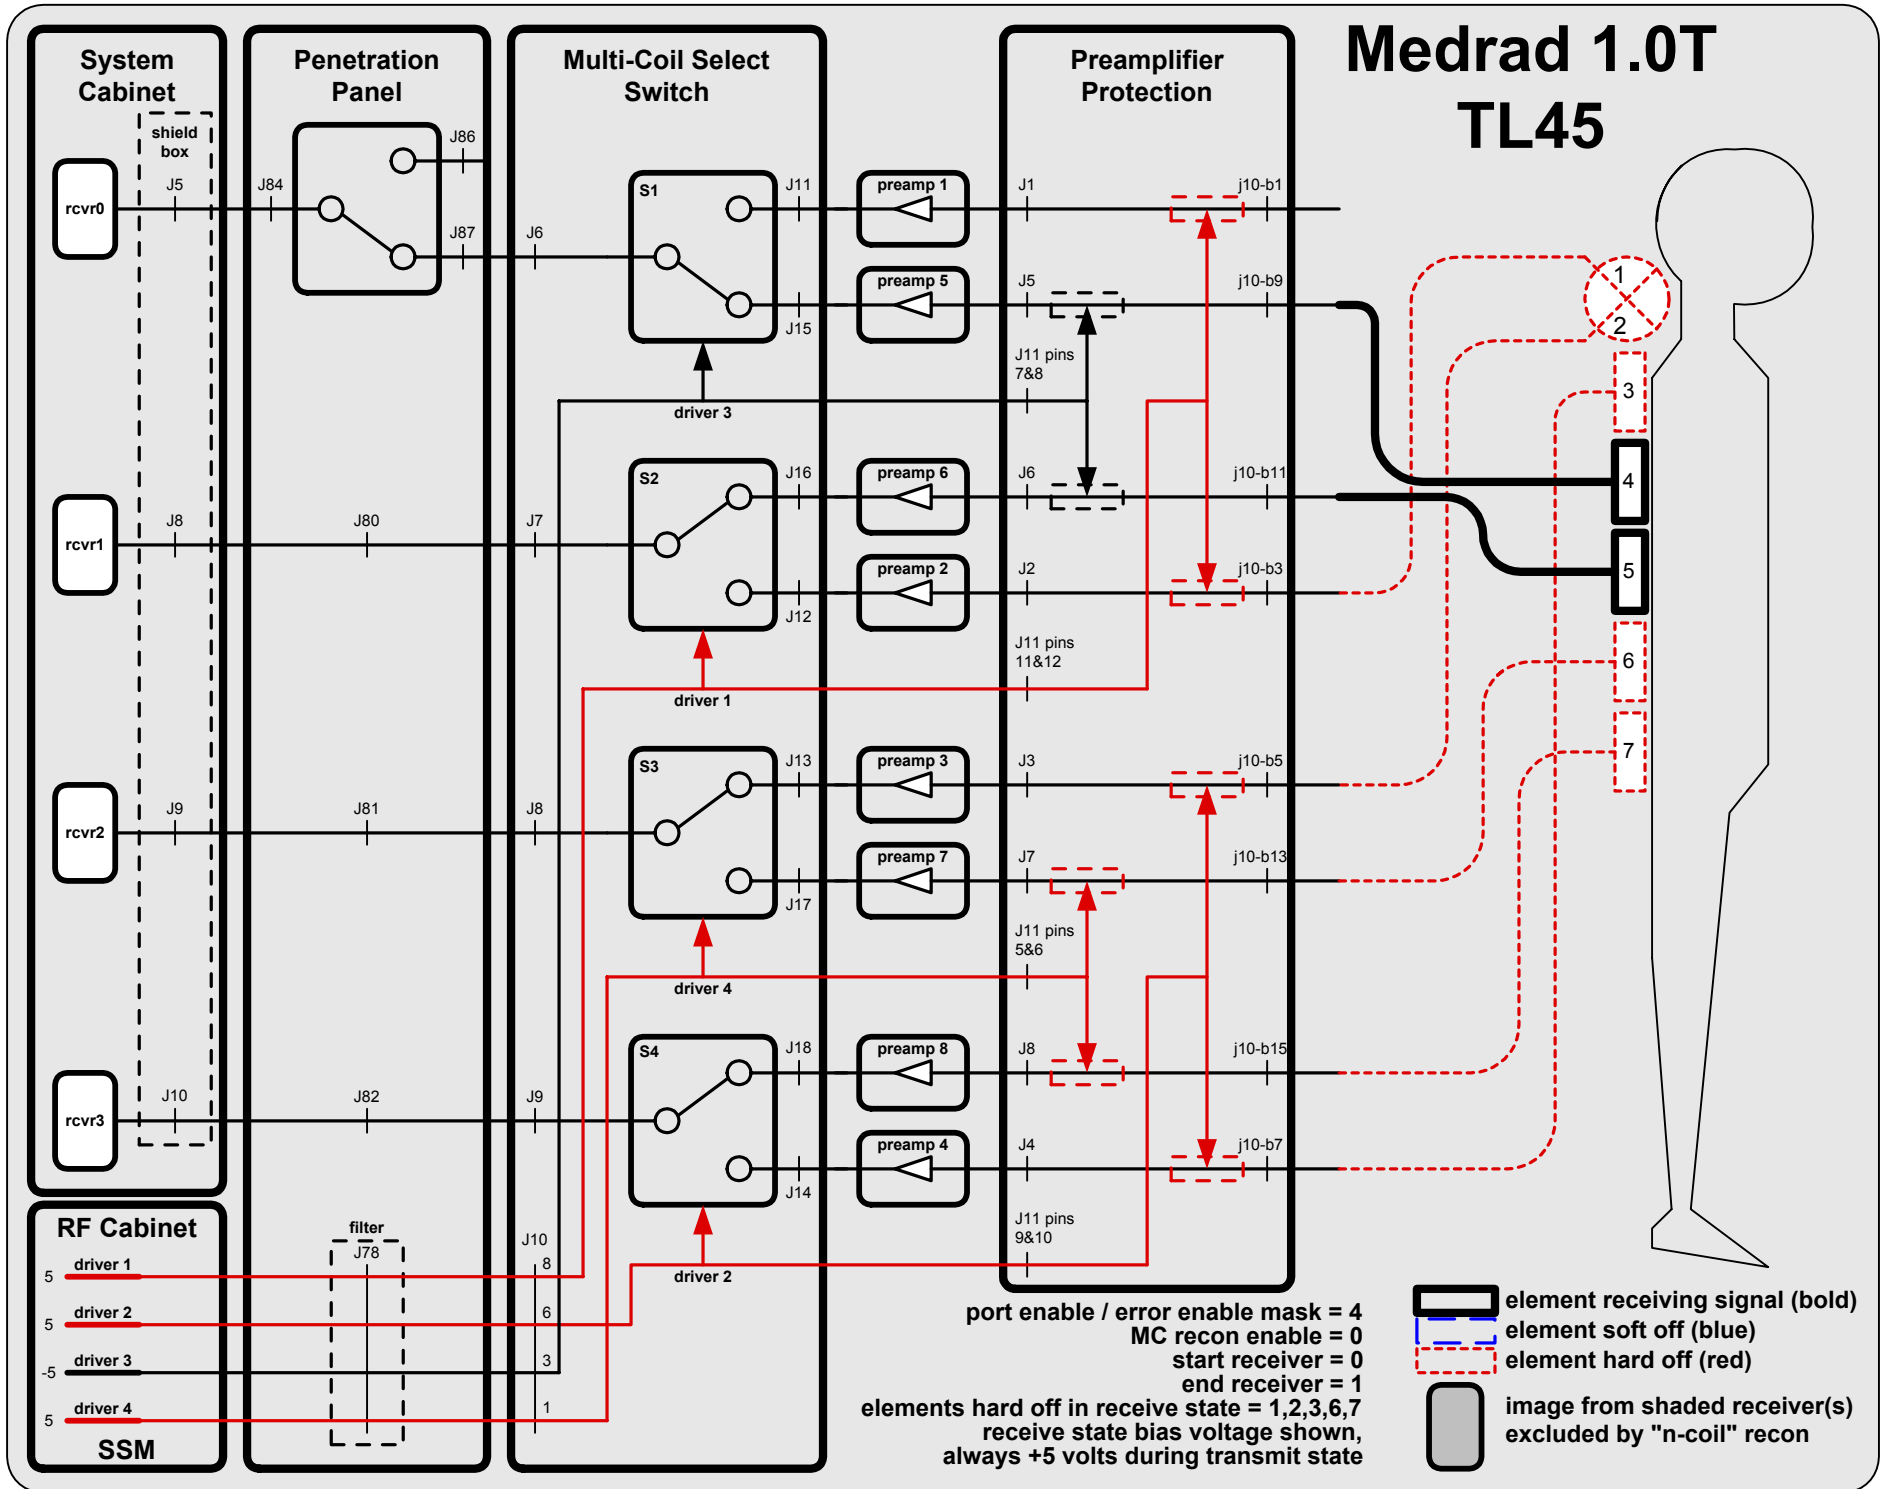 Medrad 1.0T
TL45
System
Cabinet
Penetration
Panel
Multi-Coil Select
Switch
Preamplifier
Protection
shield
box
rcvr0
J5
J84
J86
J87
J6
S1
J11
J15
preamp 1
preamp 5
J1
J5
j10-b1
j10-b9
J11 pins
7&8
driver 3
1
2
3
4
5
6
7
rcvr1
J8
J80
J7
S2
J16
J12
preamp 6
preamp 2
J6
J2
j10-b11
j10-b3
J11 pins
11&12
driver 1
rcvr2
J9
J81
J8
S3
J13
J17
preamp 3
preamp 7
J3
J7
j10-b5
j10-b13
J11 pins
5&6
driver 4
rcvr3
J10
J82
J9
S4
J18
J14
preamp 8
preamp 4
J8
J4
j10-b15
j10-b7
J11 pins
9&10
driver 2
RF Cabinet
filter
J78
J10
5 driver 1 8
5 driver 2 6
-5 driver 3 3
5 driver 4 1
SSM
port enable / error enable mask = 4
MC recon enable = 0
start receiver = 0
end receiver = 1
elements hard off in receive state = 1,2,3,6,7
receive state bias voltage shown,
always +5 volts during transmit state
element receiving signal (bold)
element soft off (blue)
element hard off (red)
image from shaded receiver(s)
excluded by "n-coil" recon